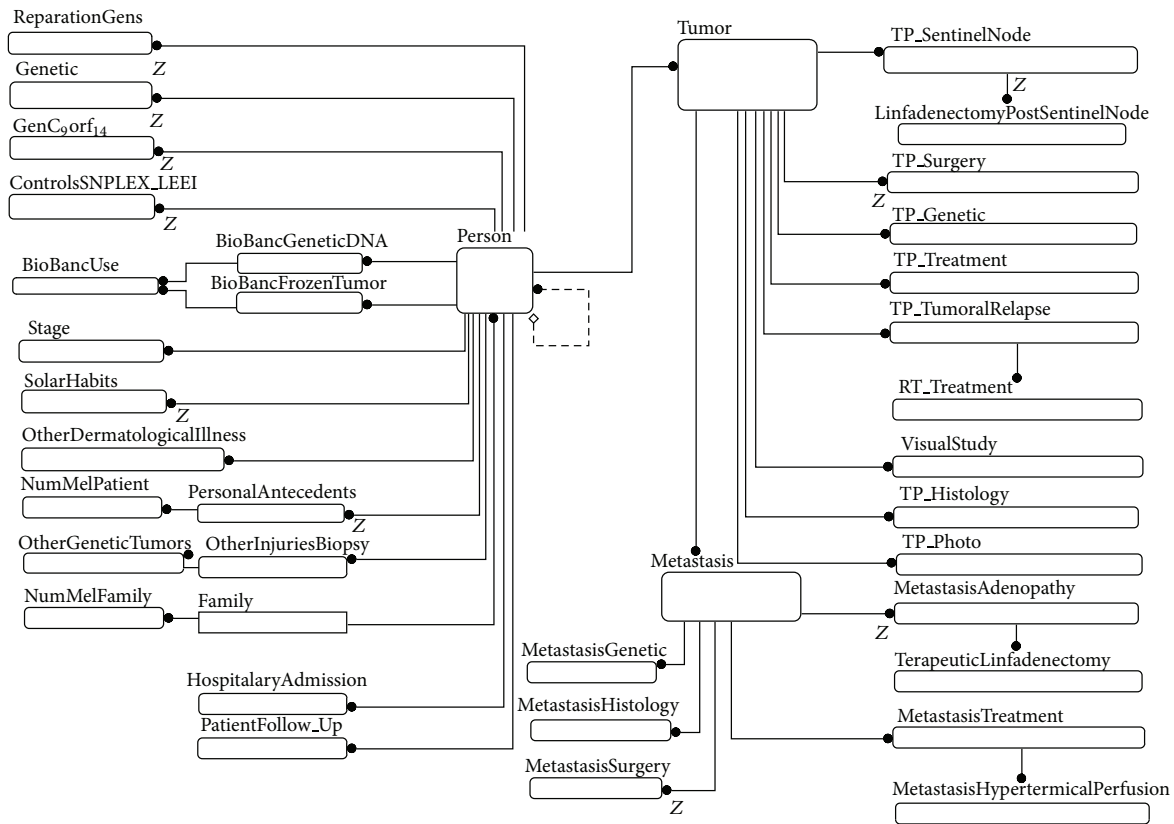 ReparationGens
Z
Genetic
Z
GenC9orf14
Z
ControlsSNPLEX_LEEI
Z
BioBancGeneticDNA
Person
BioBancUse
BioBancFrozenTumor
Stage
SolarHabits
Z
OtherDermatologicalIllness
NumMelPatient
PersonalAntecedents
Z
OtherGeneticTumors
OtherInjuriesBiopsy
NumMelFamily
Family
HospitalaryAdmission
PatientFollow_Up
Tumor
TP_SentinelNode
Z
LinfadenectomyPostSentinelNode
TP_Surgery
Z
TP_Genetic
TP_Treatment
TP_TumoralRelapse
RT_Treatment
VisualStudy
TP_Histology
TP_Photo
Metastasis
MetastasisAdenopathy
Z
MetastasisGenetic
TerapeuticLinfadenectomy
MetastasisHistology
MetastasisTreatment
MetastasisSurgery
Z
MetastasisHypertermicalPerfusion